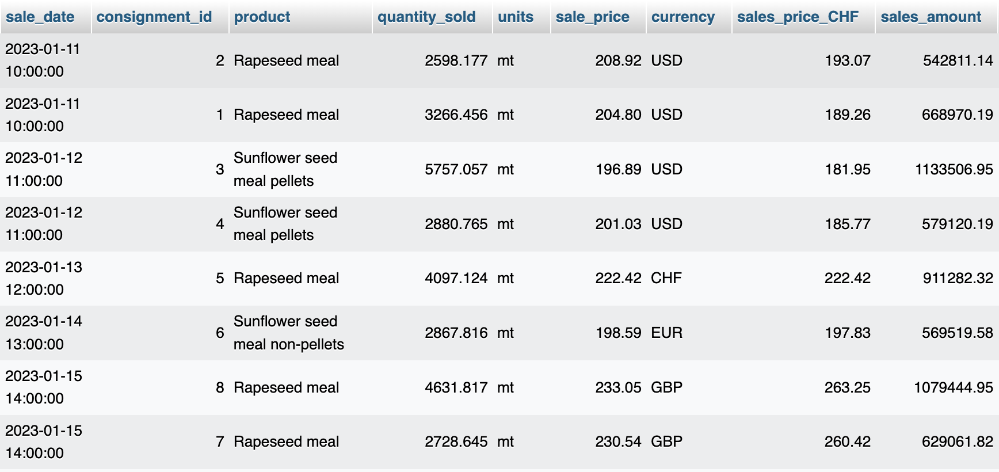 sale_date consignment_id product quantity_sold units sale_price currency sales_price_CHF sales_amount
2023-01-11
10:00:00 2 Rapeseed meal 2598.177 mt 208.92 USD 193.07 542811.14
2023-01-11
10:00:00 1 Rapeseed meal 3266.456 mt 204.80 USD 189.26 668970.19
2023-01-12 Sunflower seed
11:00:00 3 meal pellets 5757.057 mt 196.89 USD 181.95 1133506.95
2023-01-12 Sunflower seed
11:00:00 4 meal pellets 2880.765 mt 201.03 USD 185.77 579120.19
2023-01-13
12:00:00 5 Rapeseed meal 4097.124 mt 222.42 CHF 222.42 911282.32
2023-01-14 Sunflower seed
13:00:00 6 meal non-pellets 2867.816 mt 198.59 EUR 197.83 569519.58
2023-01-15
14:00:00 8 Rapeseed meal 4631.817 mt 233.05 GBP 263.25 1079444.95
2023-01-15
14:00:00 7 Rapeseed meal 2728.645 mt 230.54 GBP 260.42 629061.82